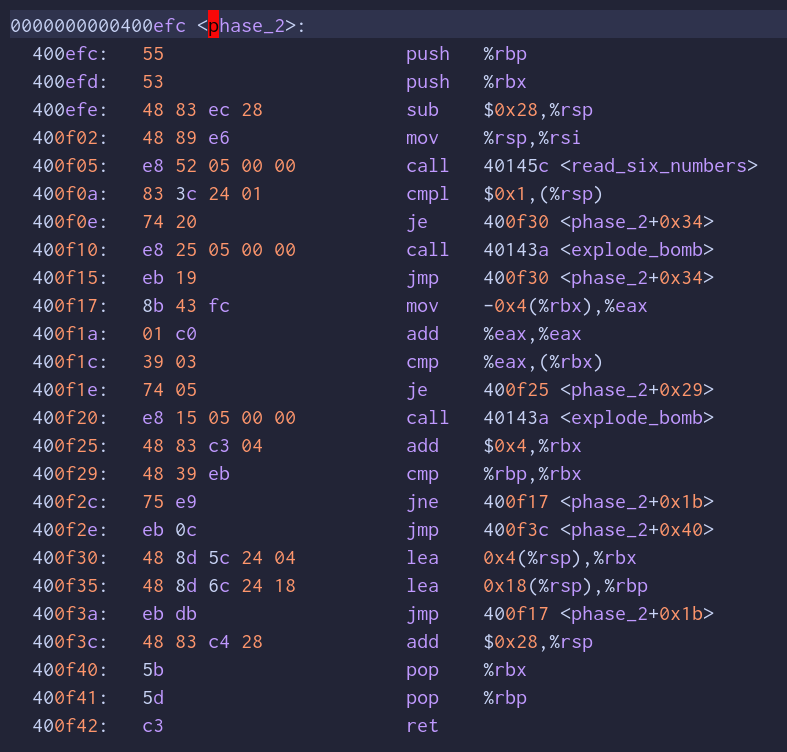 0000000000400efc <phase_2>:
400efc: 55 push %rbp
400efd: 53 push %rbx
400efe: 48 83 ec 28 sub $0x28,%rsp
400f02: 48 89 e6 mov %rsp,%rsi
400f05: e8 52 05 00 00 call 40145c <read_six_numbers>
400f0a: 83 3c 24 01 cmpl $0x1,(%rsp)
400f0e: 74 20 je 400f30 <phase_2+0x34>
400f10: e8 25 05 00 00 call 40143a <explode_bomb>
400f15: eb 19 jmp 400f30 <phase_2+0x34>
400f17: 8b 43 fc mov -0x4(%rbx),%eax
400f1a: 01 c0 add %eax,%eax
400f1c: 39 03 cmp %eax,(%rbx)
400f1e: 74 05 je 400f25 <phase_2+0x29>
400f20: e8 15 05 00 00 call 40143a <explode_bomb>
400f25: 48 83 c3 04 add $0x4,%rbx
400f29: 48 39 eb cmp %rbp,%rbx
400f2c: 75 e9 jne 400f17 <phase_2+0x1b>
400f2e: eb 0c jmp 400f3c <phase_2+0x40>
400f30: 48 8d 5c 24 04 lea 0x4(%rsp),%rbx
400f35: 48 8d 6c 24 18 lea 0x18(%rsp),%rbp
400f3a: eb db jmp 400f17 <phase_2+0x1b>
400f3c: 48 83 c4 28 add $0x28,%rsp
400f40: 5b pop %rbx
400f41: 5d pop %rbp
400f42: c3 ret